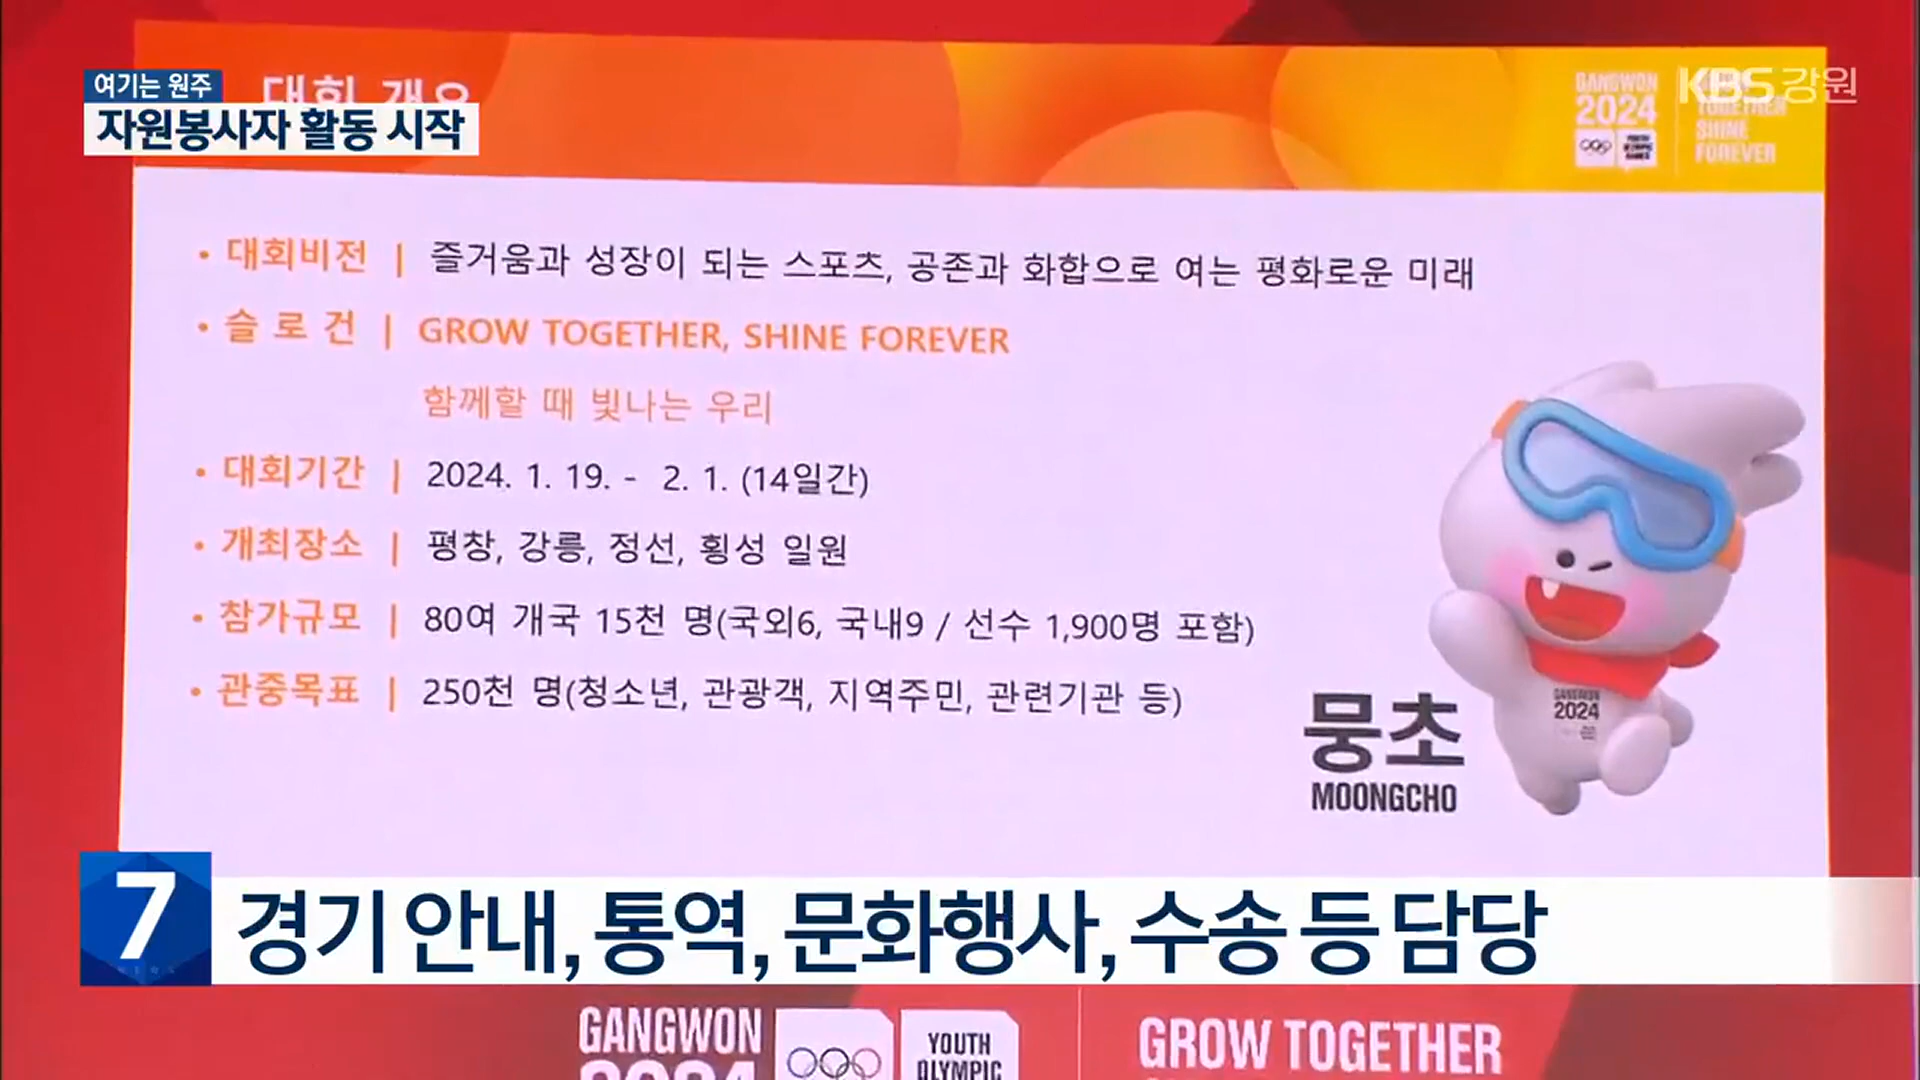 여기는 원주
자원봉사자 활동 시작
대회 개요
GANGWON
2024
KBS 강원
TOGETHER
SHINE
FOREVER
• 대회비전 | 즐거움과 성장이 되는 스포츠, 공존과 화합으로 여는 평화로운 미래
• 슬 로 건 | GROW TOGETHER, SHINE FOREVER
함께할 때 빛나는 우리
• 대회기간 | 2024. 1. 19. - 2. 1. (14일간)
• 개최장소 | 평창, 강릉, 정선, 횡성 일원
• 참가규모 | 80여 개국 15천 명(국외6, 국내9 / 선수 1,900명 포함)
• 관중목표 | 250천 명(청소년, 관광객, 지역주민, 관련기관 등)
GANGWON
2024
뭉초
MOONGCHO
7
NEWS
경기 안내, 통역, 문화행사, 수송 등 담당
GANGWON
2024
YOUTH
OLYMPIC
GROW TOGETHER